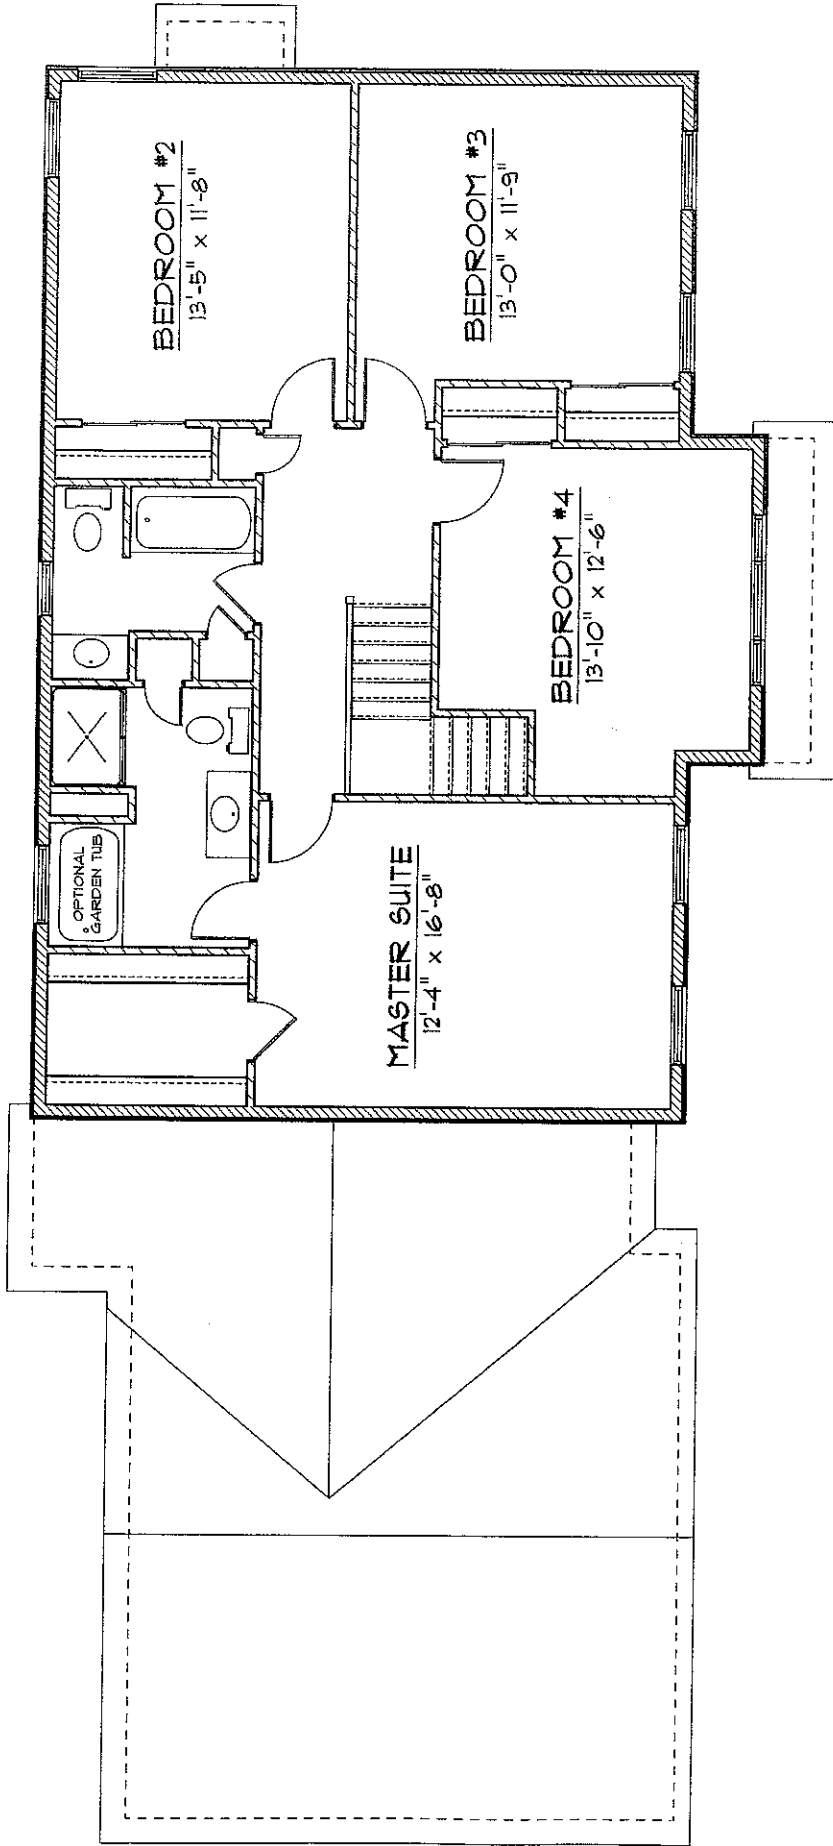 BEDROOM #2
13'-5" x 11'-8"
BEDROOM #3
13'-0" x 11'-9"
BEDROOM #4
13'-10" x 12'-6"
OPTIONAL
GARDEN TUB
MASTER SUITE
12'-4" x 16'-8"